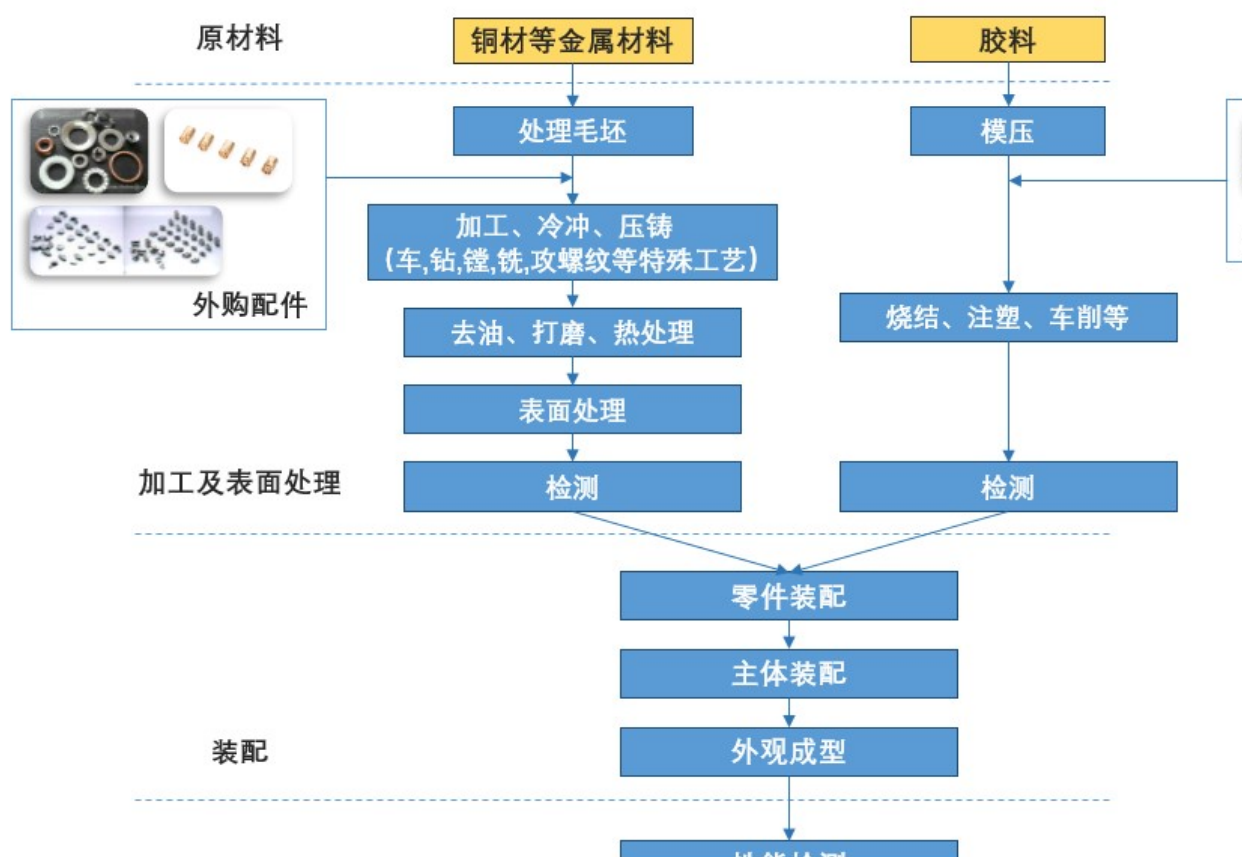 原材料
铜材等金属材料
胶料
处理毛坯
模压
加工、冷冲、压铸
（车,钻,镗,铣,攻螺纹等特殊工艺）
外购配件
去油、打磨、热处理
烧结、注塑、车削等
表面处理
加工及表面处理
检测
检测
零件装配
主体装配
装配
外观成型
性能检测